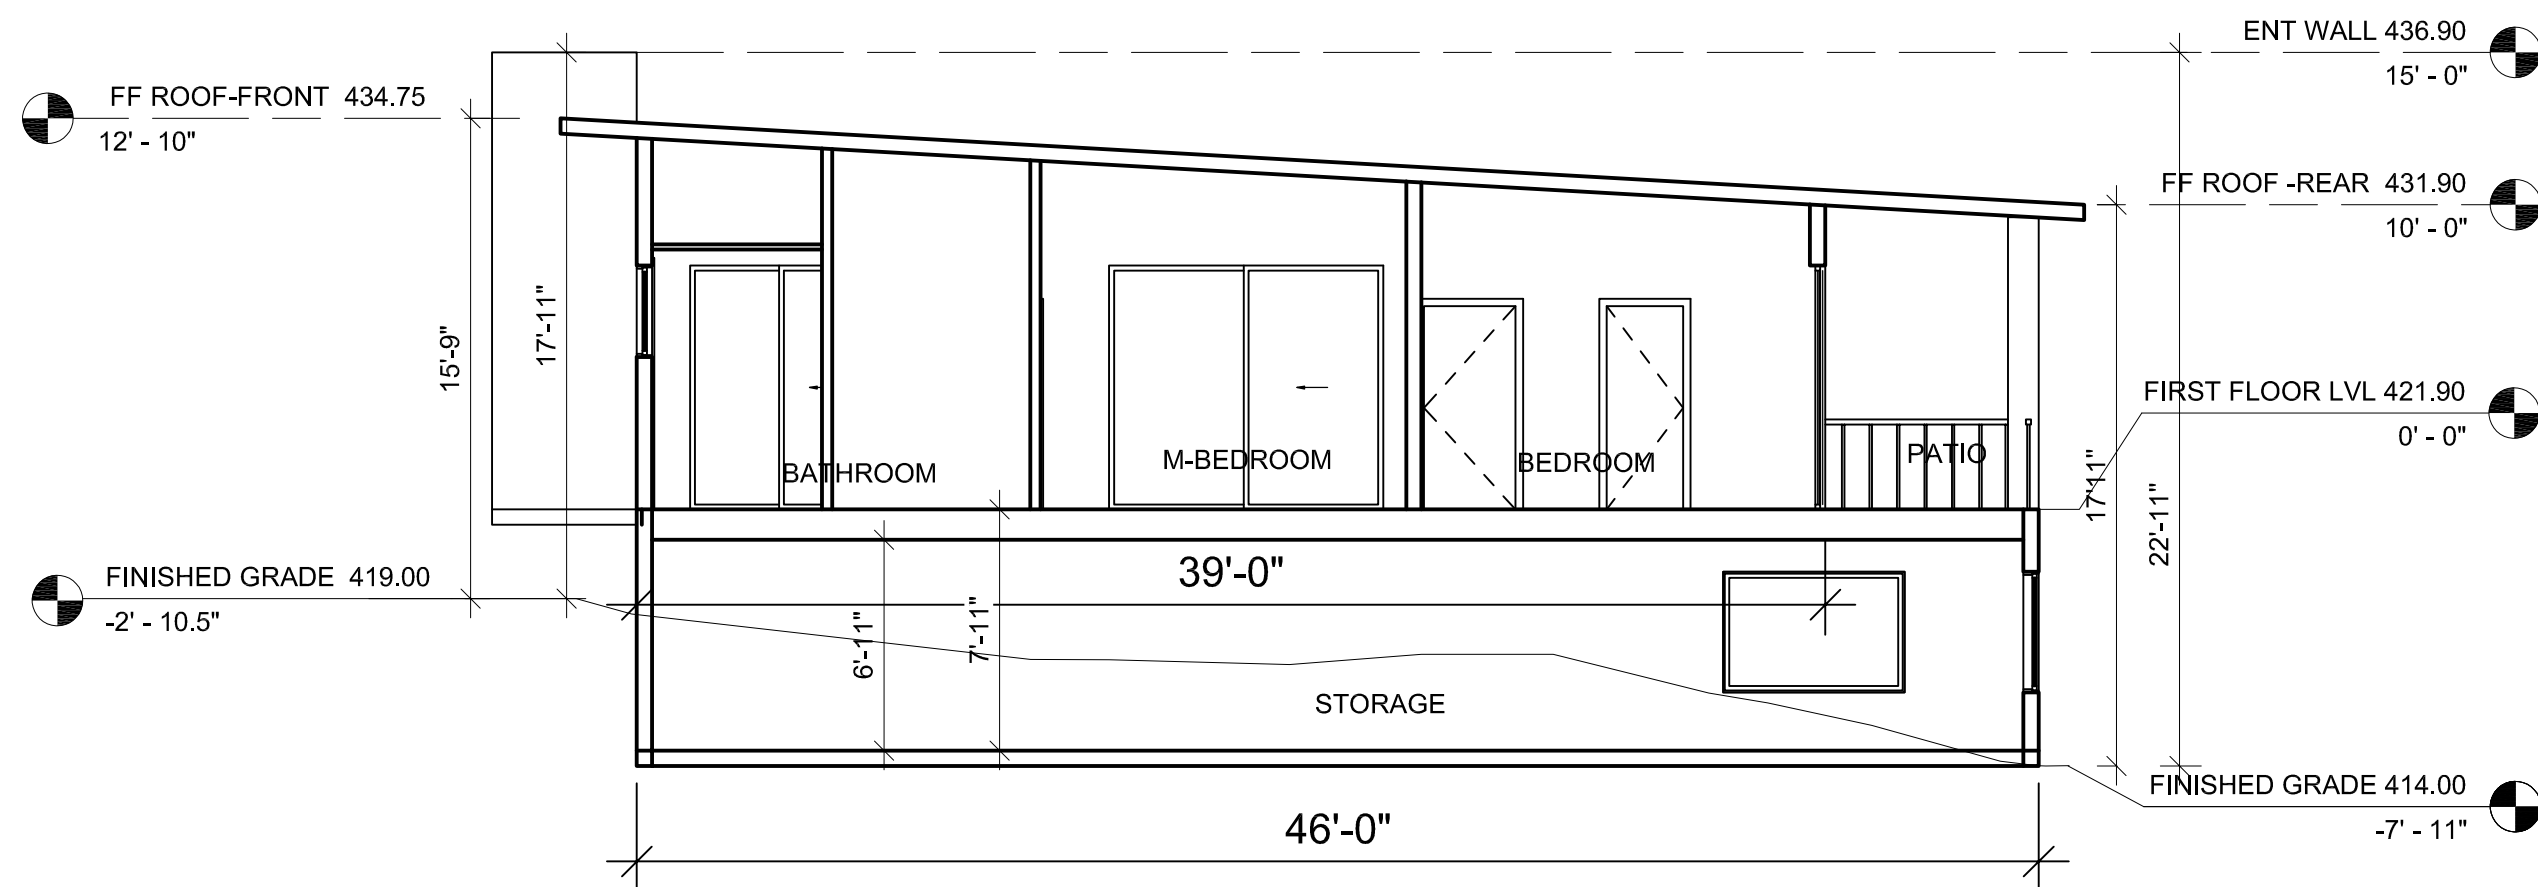 ENT WALL 436.90
15' - 0"
FF ROOF-FRONT 434.75
12' - 10"
FF ROOF -REAR 431.90
10' - 0"
17'-11"
15'-9"
FIRST FLOOR LVL 421.90
0' - 0"
BATHROOM
M-BEDROOM
BEDROOM
PATIO
17'11"
22'-11"
FINISHED GRADE 419.00
-2' - 10.5"
39'-0"
6'-11"
7'-11"
STORAGE
FINISHED GRADE 414.00
-7' - 11"
46'-0"